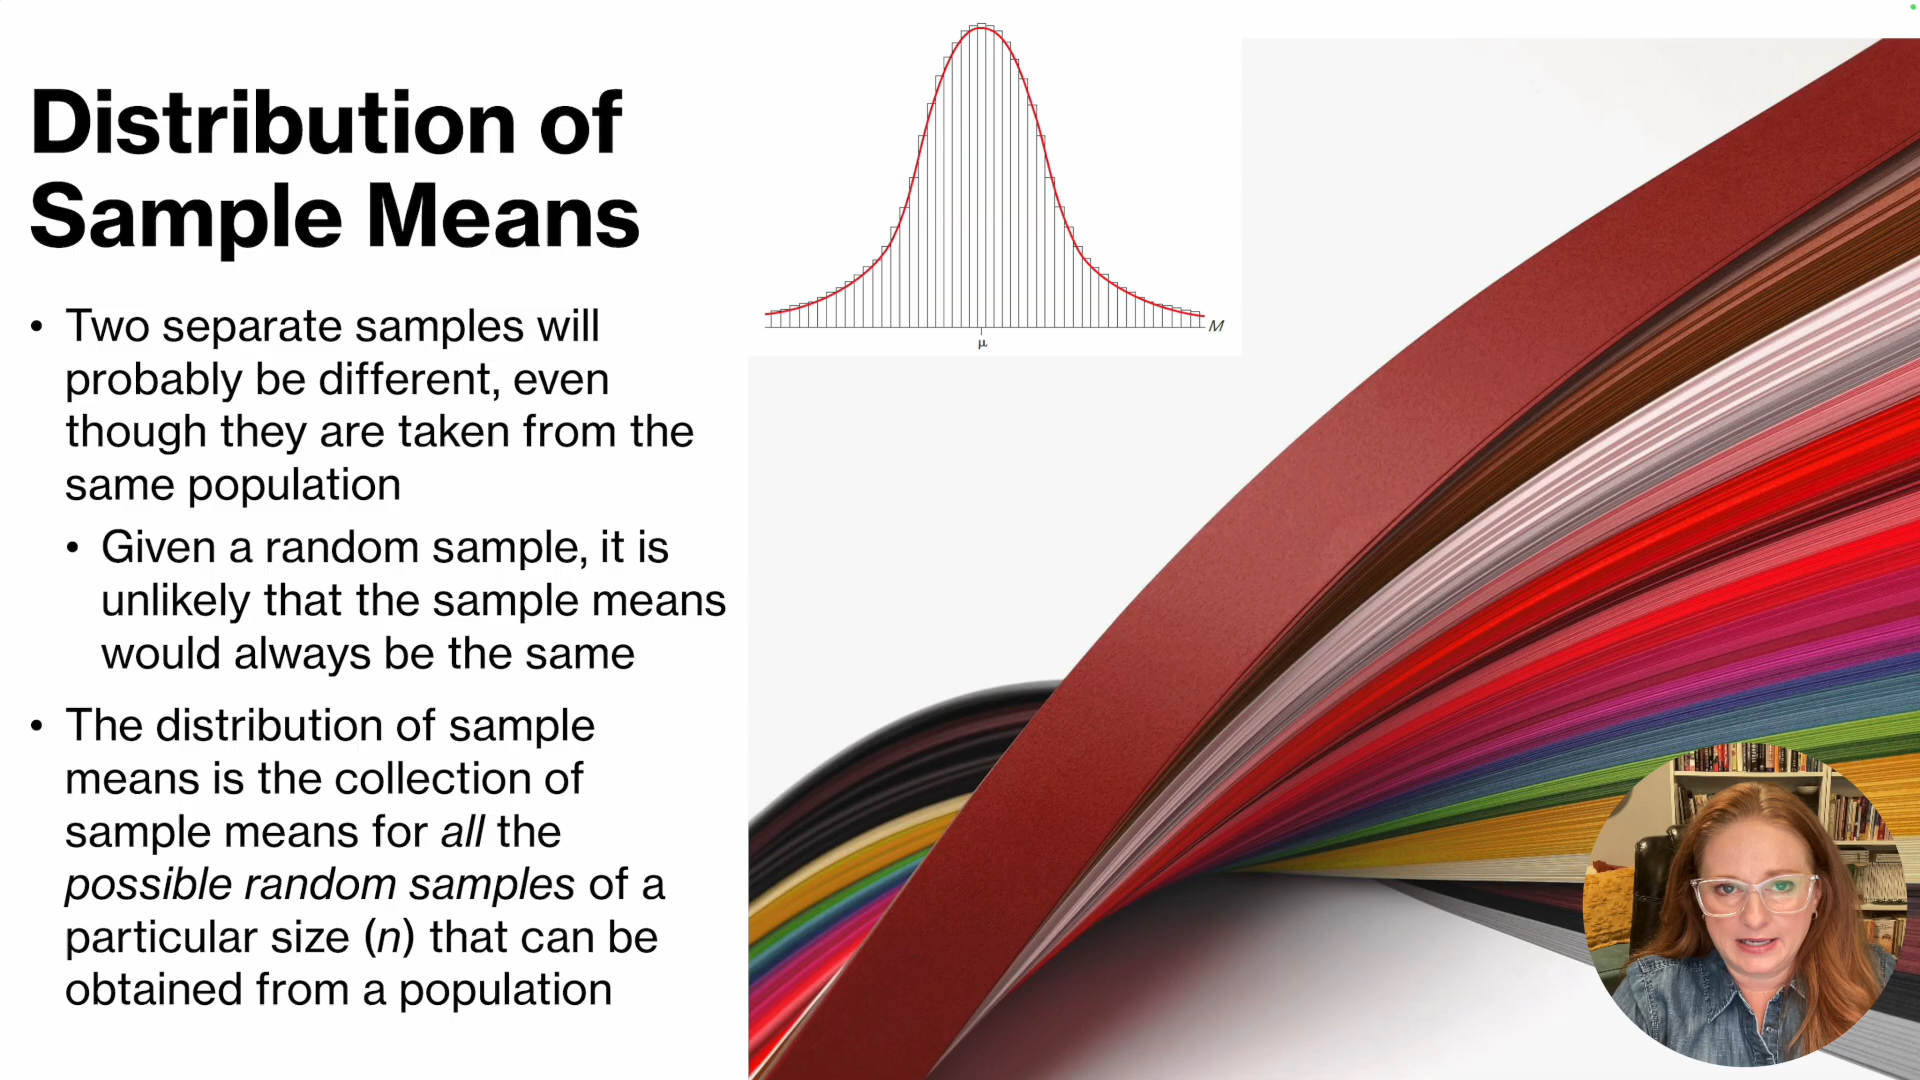 Distribution of
Sample Means
• Two separate samples will
probably be different, even
though they are taken from the
same population
• Given a random sample, it is
unlikely that the sample means
would always be the same
• The distribution of sample
means is the collection of
sample means for all the
possible random samples of a
particular size (n) that can be
obtained from a population
M
μ